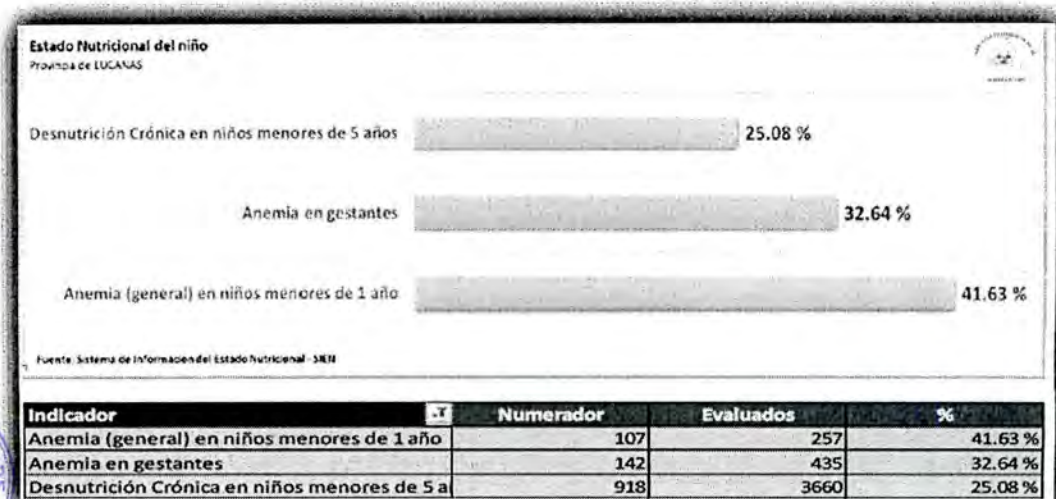 Estado Nutricional del niño
Provincia de LUCANAS
Desnutrición Crónica en niños menores de 5 años 25.08 %
Anemia en gestantes 32.64 %
Anemia (general) en niños menores de 1 año 41.63 %
Fuente: Sistema de Informacion del Estado Nutricional - SIEN
Indicador Numerador Evaluados %
Anemia (general) en niños menores de 1 año 107 257 41.63 %
Anemia en gestantes 142 435 32.64 %
Desnutrición Crónica en niños menores de 5 a 918 3660 25.08 %